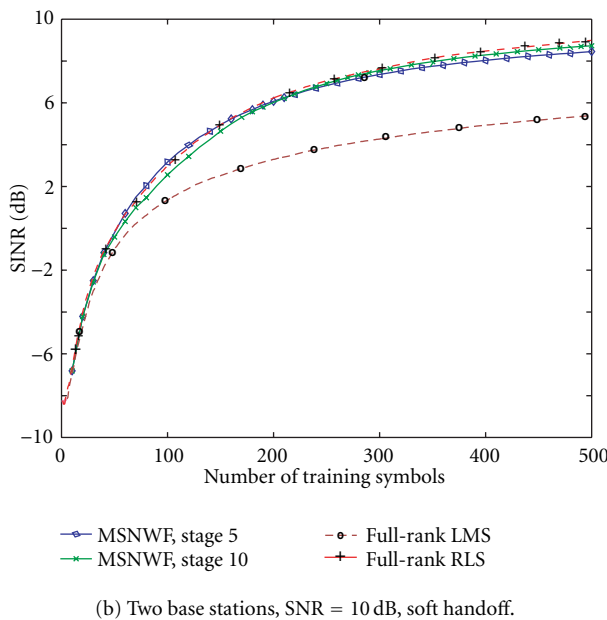 10
6
2
−2
−6
−10
SINR (dB)
0
100
200
300
400
500
Number of training symbols
MSNWF, stage 5
MSNWF, stage 10
Full-rank LMS
Full-rank RLS
(b) Two base stations, SNR = 10 dB, soft handoff.